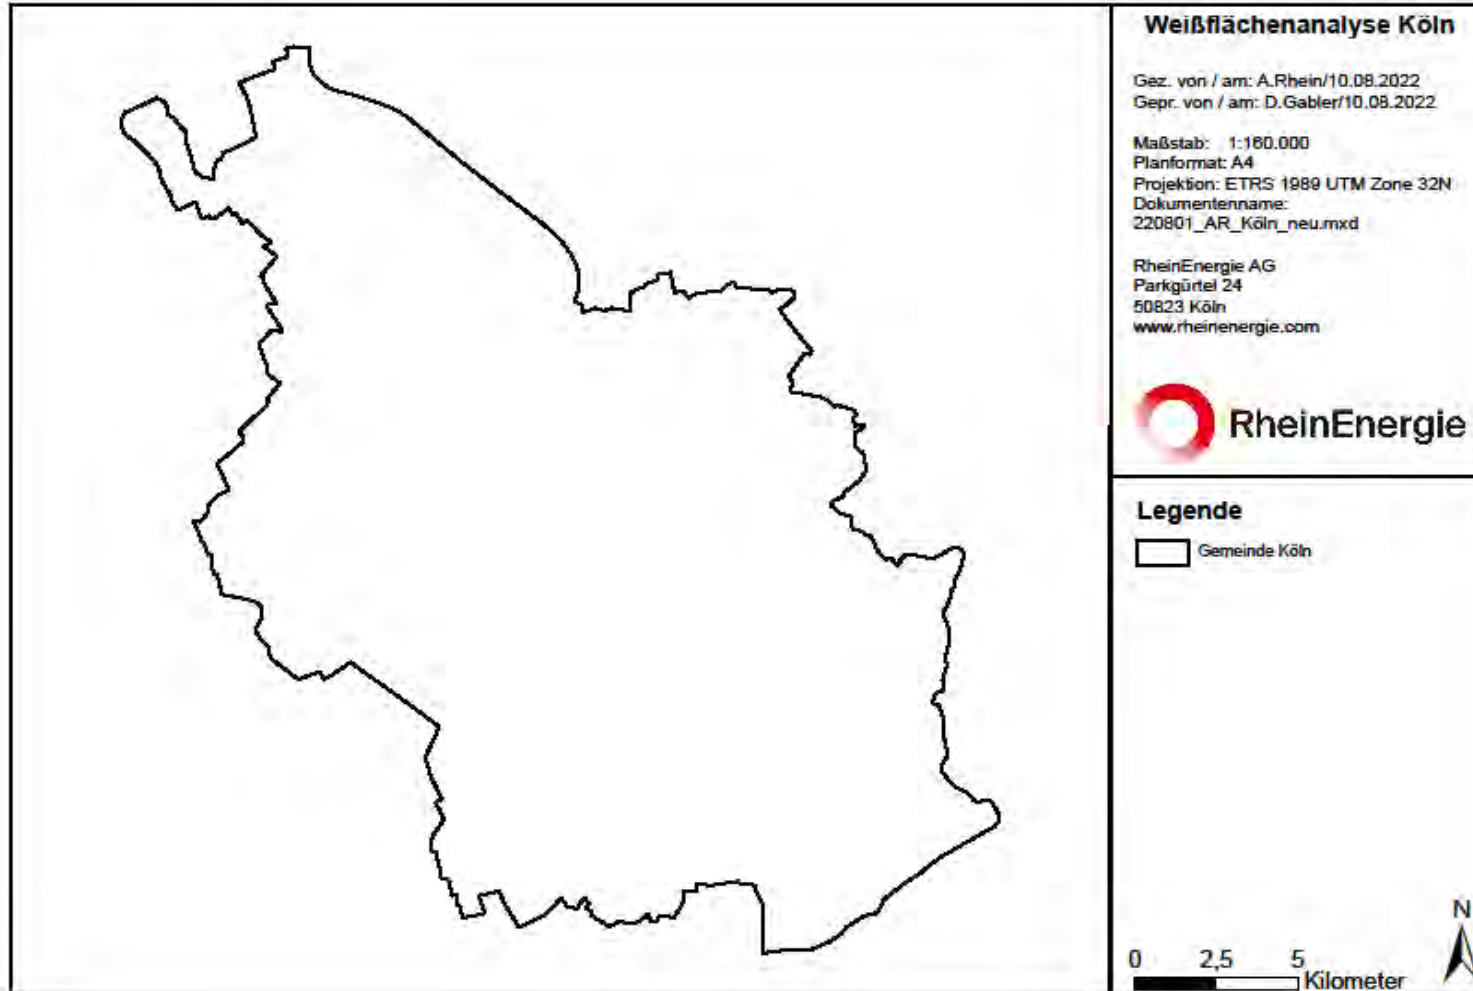 Weißflächenanalyse Köln
Gez. von / am: A.Rhein/10.08.2022
Gepr. von / am: D.Gabler/10.08.2022
Maßstab: 1:160.000
Planformat: A4
Projektion: ETRS 1989 UTM Zone 32N
Dokumentenname:
220801_AR_Köln_neu.mxd
RheinEnergie AG
Parkgürtel 24
50823 Köln
www.rheinenergie.com
RheinEnergie
Legende
Gemeinde Köln
N
0 2,5 5
Kilometer